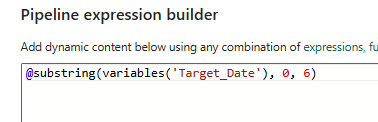 Pipeline expression builder
Add dynamic content below using any combination of expressions, fu
@substring(variables('Target_Date'), 0, 6)